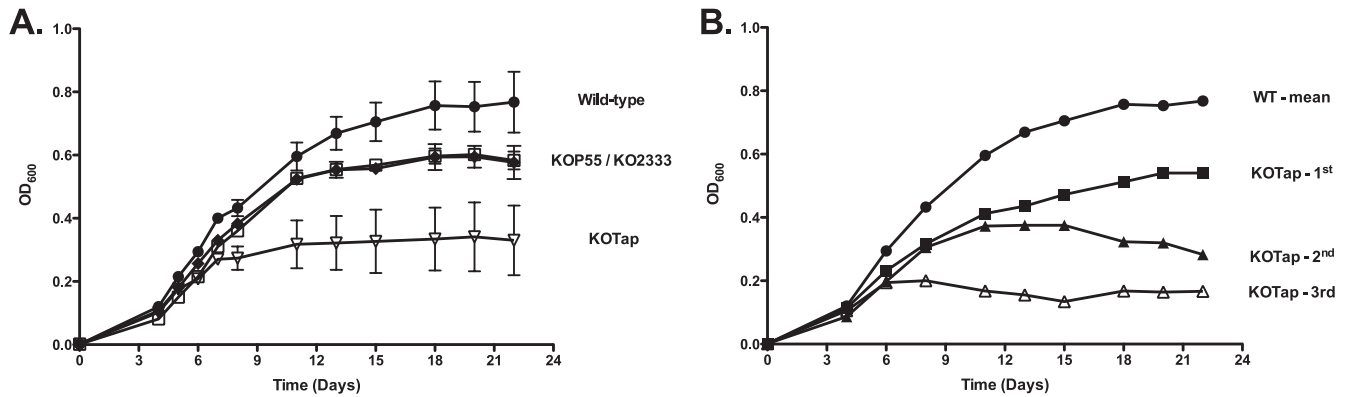 A.
1.0
0.8
0.6
0.4
0.2
0.0
OD600
0 3 6 9 12 15 18 21 24
Time (Days)
Wild-type
KOP55 / KO2333
KOTap
B.
1.0
0.8
0.6
0.4
0.2
0.0
OD600
0 3 6 9 12 15 18 21 24
Time (Days)
WT - mean
KOTap - 1st
KOTap - 2nd
KOTap - 3rd